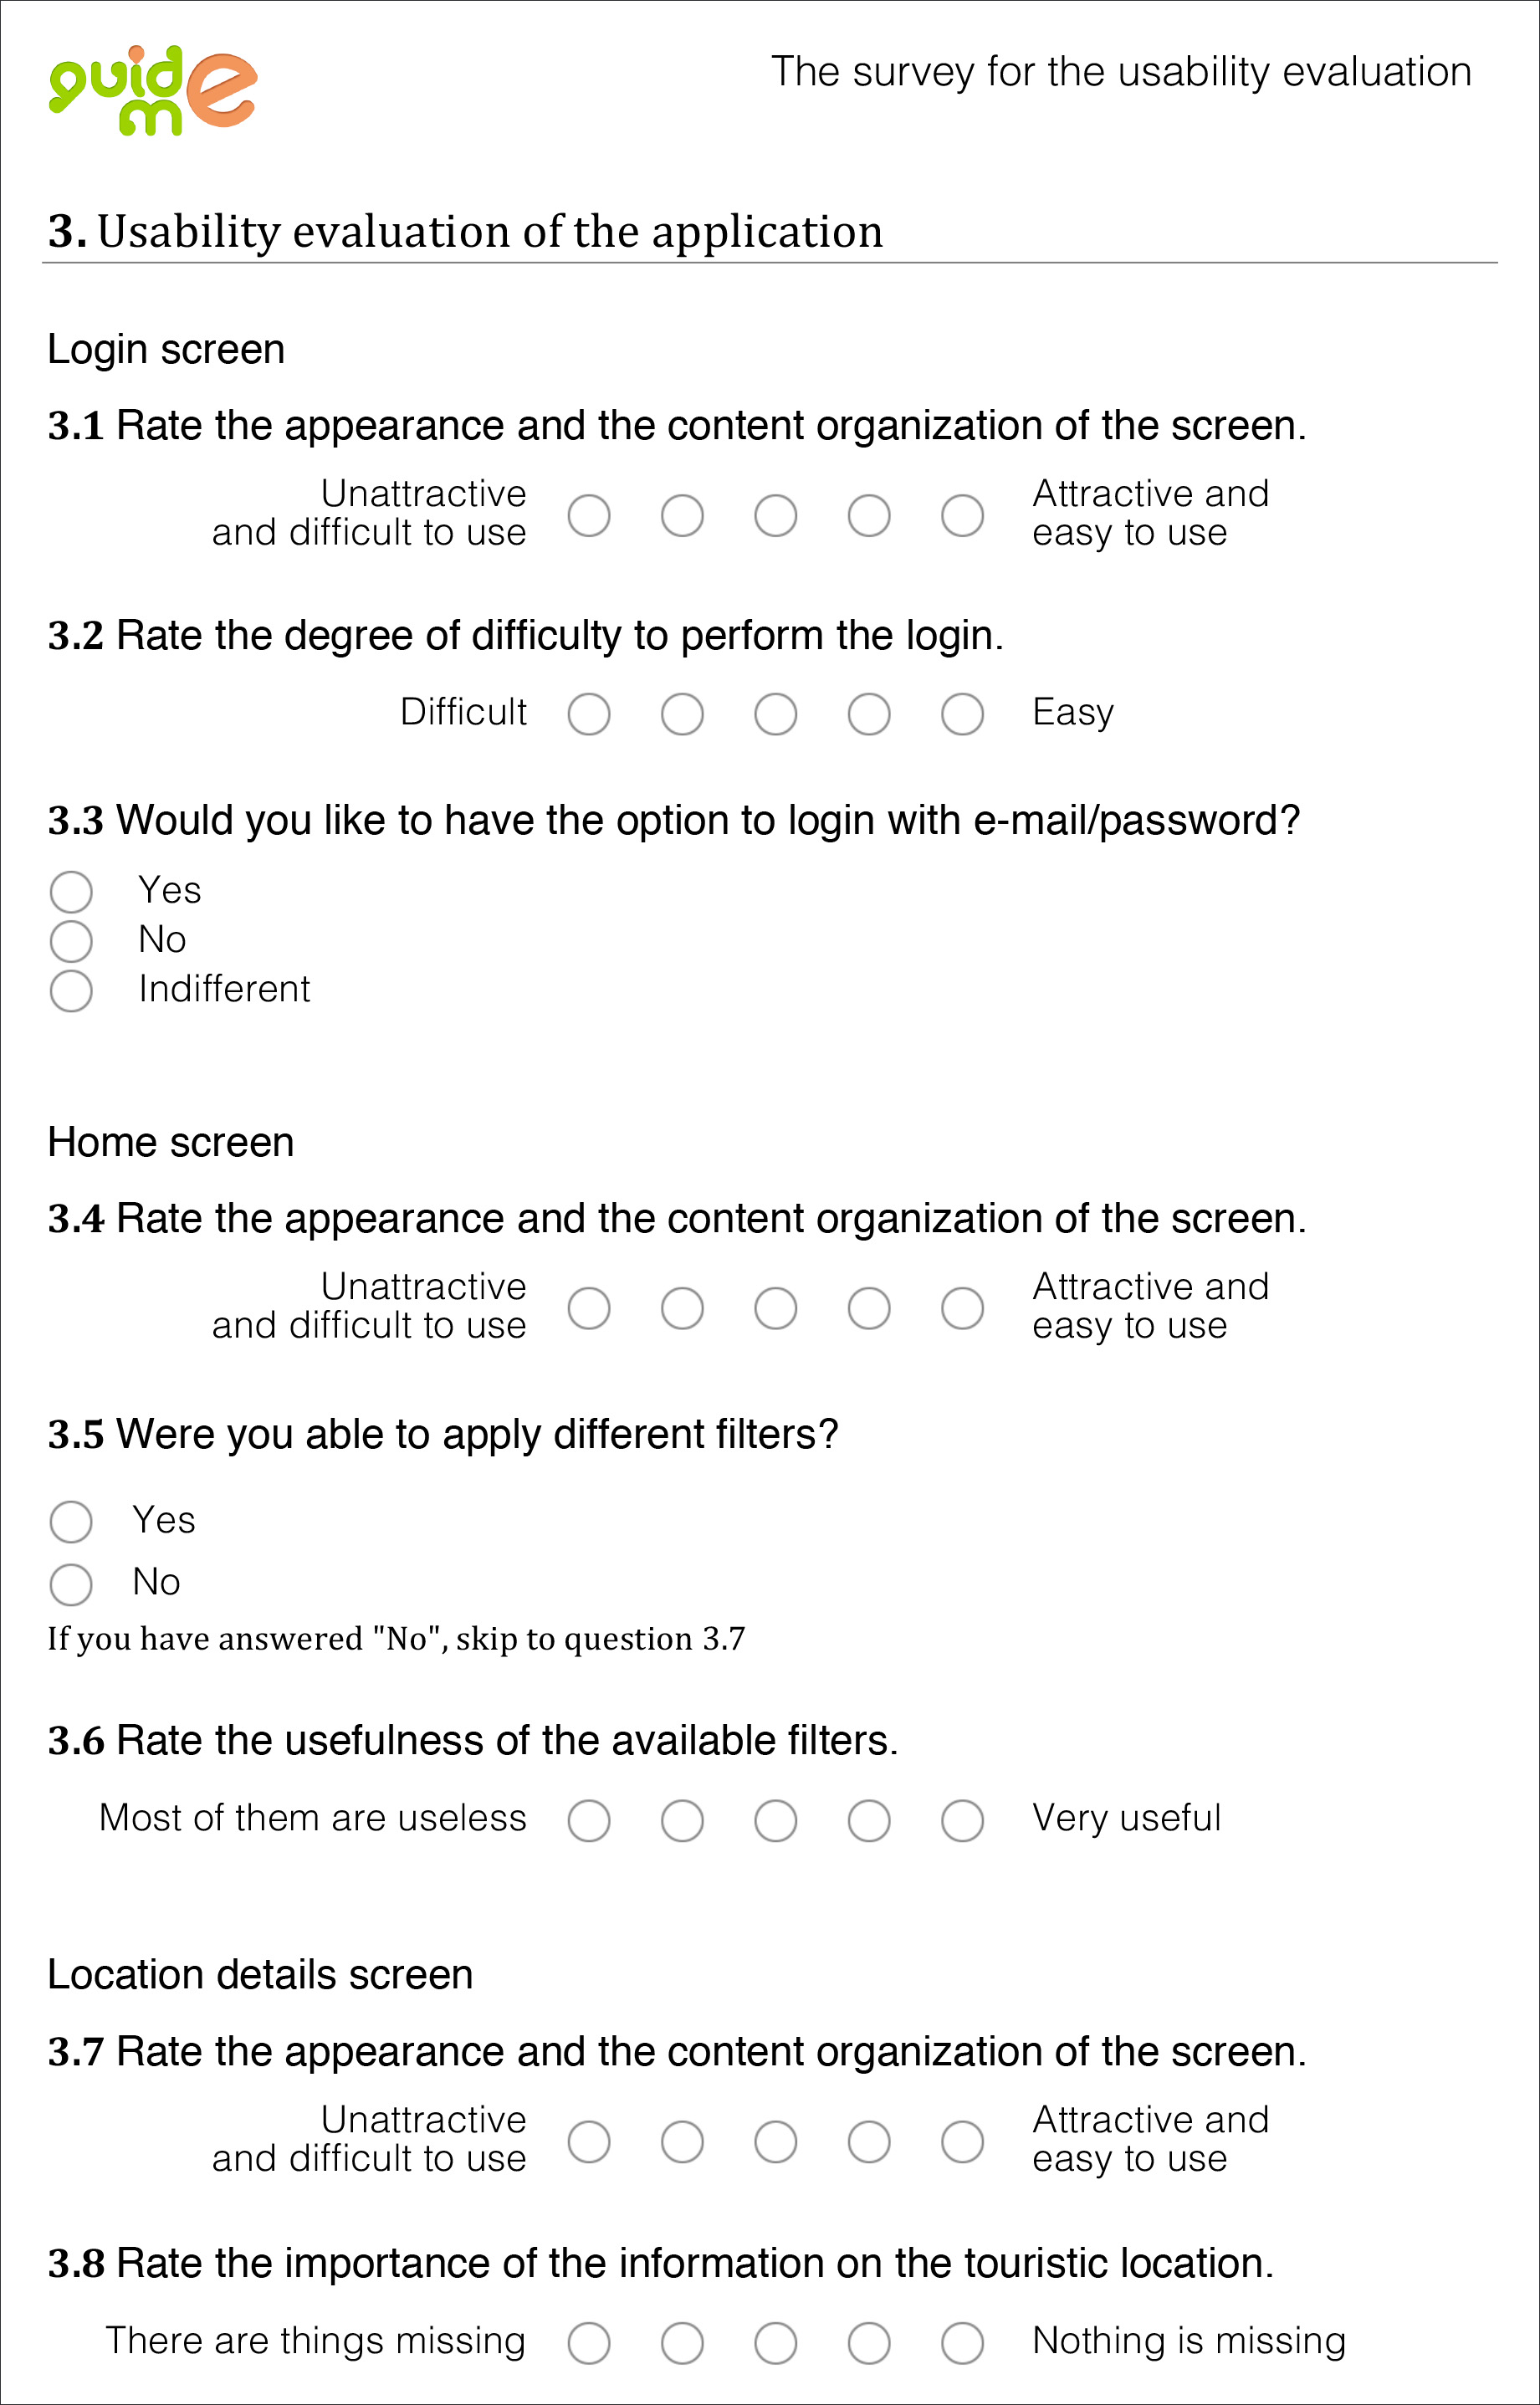 guide me
The survey for the usability evaluation
3. Usability evaluation of the application
Login screen
3.1 Rate the appearance and the content organization of the screen.
Unattractive
and difficult to use
Attractive and
easy to use
3.2 Rate the degree of difficulty to perform the login.
Difficult
Easy
3.3 Would you like to have the option to login with e-mail/password?
Yes
No
Indifferent
Home screen
3.4 Rate the appearance and the content organization of the screen.
Unattractive
and difficult to use
Attractive and
easy to use
3.5 Were you able to apply different filters?
Yes
No
If you have answered "No", skip to question 3.7
3.6 Rate the usefulness of the available filters.
Most of them are useless
Very useful
Location details screen
3.7 Rate the appearance and the content organization of the screen.
Unattractive
and difficult to use
Attractive and
easy to use
3.8 Rate the importance of the information on the touristic location.
There are things missing
Nothing is missing